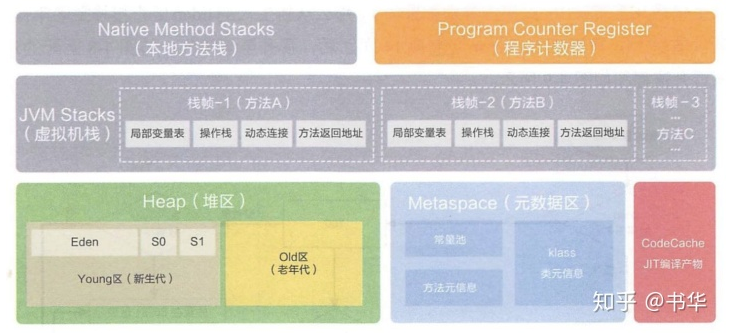 Native Method Stacks
（本地方法栈）
Program Counter Register
（程序计数器）
JVM Stacks
（虚拟机栈）
栈帧-1（方法A）
局部变量表
操作栈
动态连接
方法返回地址
栈帧-2（方法B）
局部变量表
操作栈
动态连接
方法返回地址
栈帧-3
...
方法C
...
Heap（堆区）
Eden
S0
S1
Young区（新生代）
Old区
（老年代）
Metaspace（元数据区）
常量池
方法元信息
klass
类元信息
CodeCache
JIT编译产物
知乎 @书华